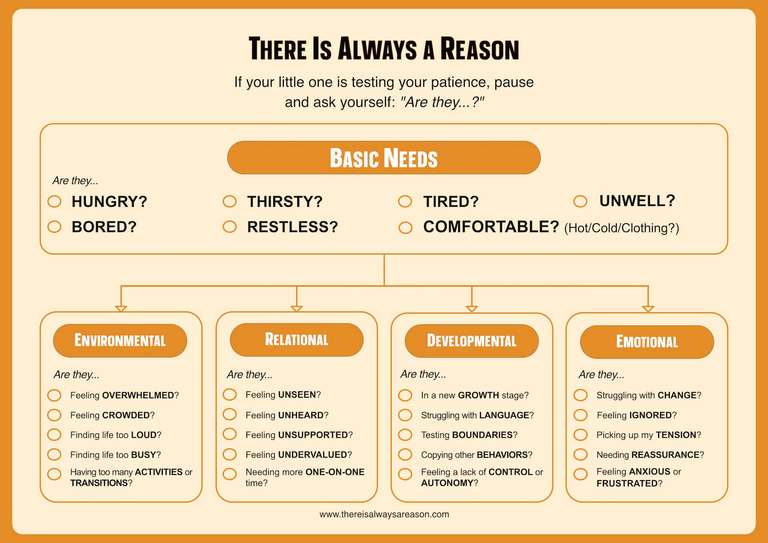 There Is Always a Reason
If your little one is testing your patience, pause
and ask yourself: "Are they...?"
Basic Needs
Are they...
HUNGRY? THIRSTY? TIRED? UNWELL?
BORED? RESTLESS? COMFORTABLE? (Hot/Cold/Clothing?)
Environmental
Are they...
Feeling OVERWHELMED?
Feeling CROWDED?
Finding life too LOUD?
Finding life too BUSY?
Having too many ACTIVITIES or
TRANSITIONS?
Relational
Are they...
Feeling UNSEEN?
Feeling UNHEARD?
Feeling UNSUPPORTED?
Feeling UNDERVALUED?
Needing more ONE-ON-ONE
time?
Developmental
Are they...
In a new GROWTH stage?
Struggling with LANGUAGE?
Testing BOUNDARIES?
Copying other BEHAVIORS?
Feeling a lack of CONTROL or
AUTONOMY?
Emotional
Are they...
Struggling with CHANGE?
Feeling IGNORED?
Picking up my TENSION?
Needing REASSURANCE?
Feeling ANXIOUS or
FRUSTRATED?
www.thereisalwaysareason.com